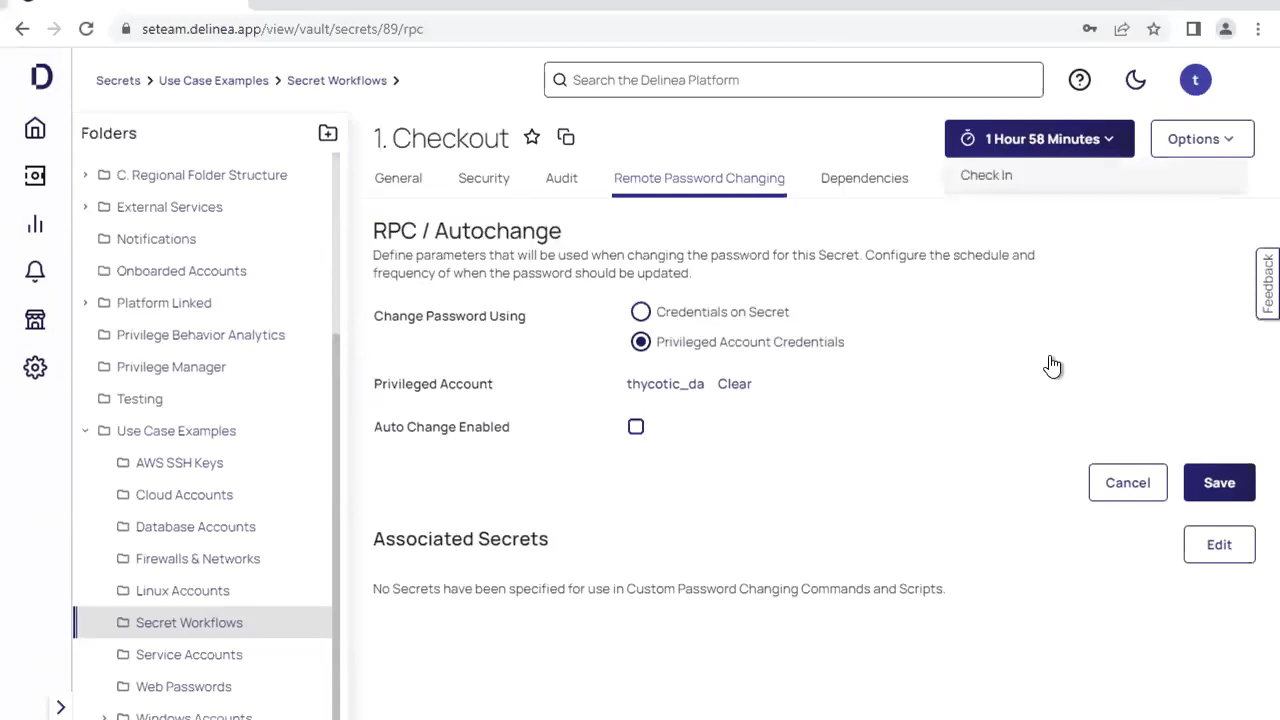 seteam.delinea.app/view/vault/secrets/89/rpc
D
Secrets > Use Case Examples > Secret Workflows >
Search the Delinea Platform
t
Folders
C. Regional Folder Structure
External Services
Notifications
Onboarded Accounts
Platform Linked
Privilege Behavior Analytics
Privilege Manager
Testing
Use Case Examples
AWS SSH Keys
Cloud Accounts
Database Accounts
Firewalls & Networks
Linux Accounts
Secret Workflows
Service Accounts
Web Passwords
Windows Accounts
1. Checkout
1 Hour 58 Minutes
Options
Check In
General Security Audit Remote Password Changing Dependencies
RPC / Autochange
Define parameters that will be used when changing the password for this Secret. Configure the schedule and
frequency of when the password should be updated.
Change Password Using
Credentials on Secret
Privileged Account Credentials
Privileged Account
thycotic_da Clear
Auto Change Enabled
Cancel
Save
Associated Secrets
Edit
No Secrets have been specified for use in Custom Password Changing Commands and Scripts.
Feedback